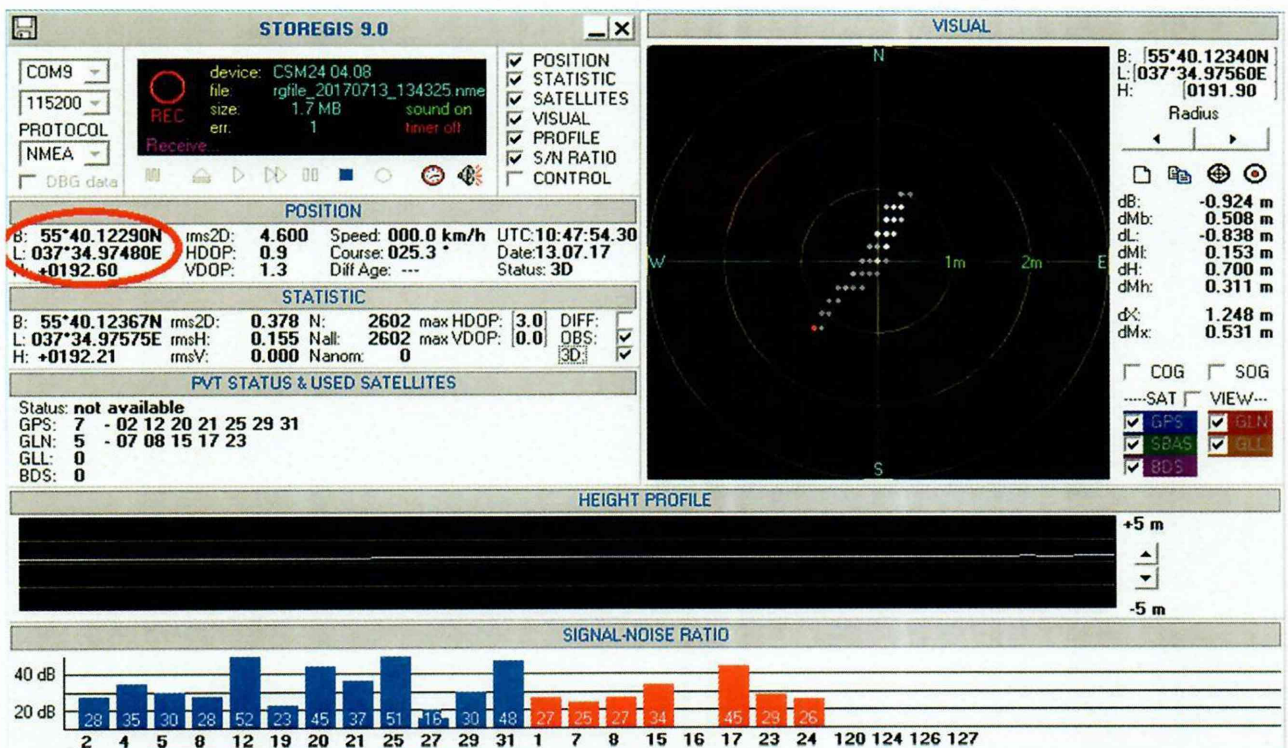 STOREGIS 9.0
COM9
115200
PROTOCOL
NMEA
DBG data
REC
device: CSM24 04.08
file: rgfile_20170713_134325.nme
size: 1.7 MB sound on
err: 1 timer off
Receive...
POSITION
STATISTIC
SATELLITES
VISUAL
PROFILE
S/N RATIO
CONTROL
POSITION
B: 55°40.12290N rms2D: 4.600 Speed: 000.0 km/h UTC:10:47:54.30
L: 037°34.97480E HDOP: 0.9 Course: 025.3 ° Date:13.07.17
+0192.60 VDOP: 1.3 Diff Age: --- Status: 3D
STATISTIC
B: 55°40.12367N rms2D: 0.378 N: 2602 max HDOP: 3.0 DIFF:
L: 037°34.97575E rmsH: 0.155 Nall: 2602 max VDOP: 0.0 OBS:
H: +0192.21 rmsV: 0.000 Nanom: 0 3D:
PVT STATUS & USED SATELLITES
Status: not available
GPS: 7 - 02 12 20 21 25 29 31
GLN: 5 - 07 08 15 17 23
GLL: 0
BDS: 0
VISUAL
N
W 1m 2m E
S
B: 55°40.12340N
L: 037°34.97560E
H: 0191.90
Radius
dB: -0.924 m
dMb: 0.508 m
dL: -0.838 m
dMl: 0.153 m
dH: 0.700 m
dMh: 0.311 m
dX: 1.248 m
dMx: 0.531 m
COG SOG
-----SAT VIEW---
GPS GLN
SBAS GLL
BDS
HEIGHT PROFILE
+5 m
-5 m
SIGNAL-NOISE RATIO
40 dB
20 dB
28 35 30 28 52 23 45 37 51 16 30 48 27 25 27 34 45 29 26
2 4 5 8 12 19 20 21 25 27 29 31 1 7 8 15 16 17 23 24 120 124 126 127